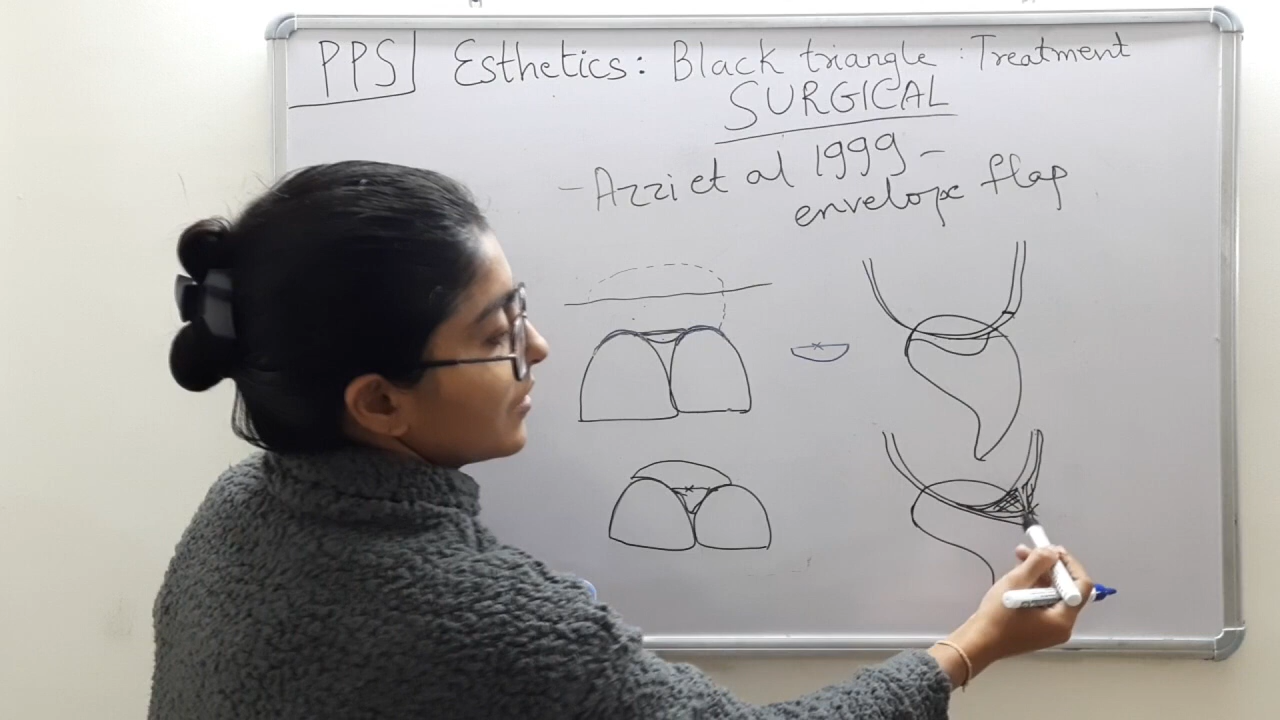 PPS Esthetics: Black triangle : Treatment
SURGICAL
- Azzi et al 1999 -
envelope flap